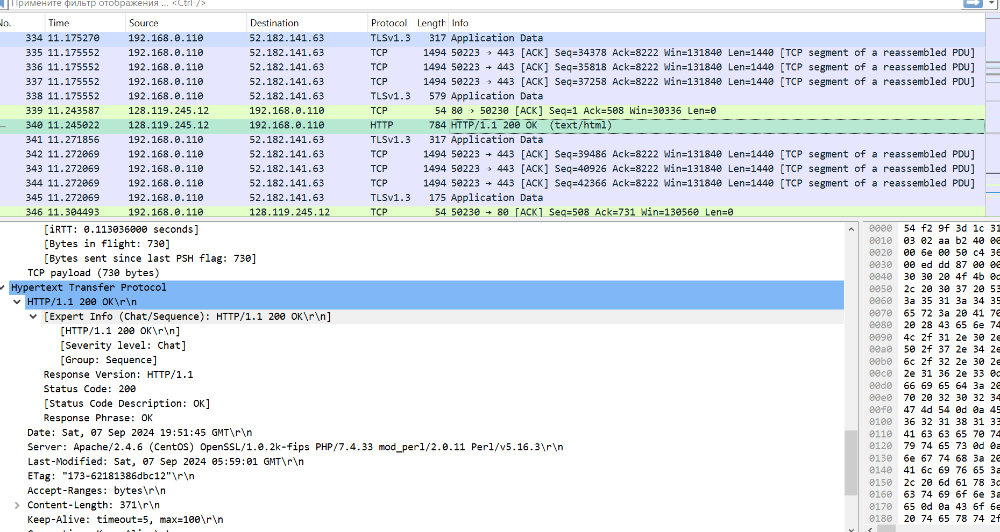 Примените фильтр отображения ... <Ctrl-/>
No. Time Source Destination Protocol Length Info
334 11.175270 192.168.0.110 52.182.141.63 TLSv1.3 317 Application Data
335 11.175552 192.168.0.110 52.182.141.63 TCP 1494 50223 → 443 [ACK] Seq=34378 Ack=8222 Win=131840 Len=1440 [TCP segment of a reassembled PDU]
336 11.175552 192.168.0.110 52.182.141.63 TCP 1494 50223 → 443 [ACK] Seq=35818 Ack=8222 Win=131840 Len=1440 [TCP segment of a reassembled PDU]
337 11.175552 192.168.0.110 52.182.141.63 TCP 1494 50223 → 443 [ACK] Seq=37258 Ack=8222 Win=131840 Len=1440 [TCP segment of a reassembled PDU]
338 11.175552 192.168.0.110 52.182.141.63 TLSv1.3 579 Application Data
339 11.243587 128.119.245.12 192.168.0.110 TCP 54 80 → 50230 [ACK] Seq=1 Ack=508 Win=30336 Len=0
340 11.245022 128.119.245.12 192.168.0.110 HTTP 784 HTTP/1.1 200 OK (text/html)
341 11.271856 192.168.0.110 52.182.141.63 TLSv1.3 317 Application Data
342 11.272069 192.168.0.110 52.182.141.63 TCP 1494 50223 → 443 [ACK] Seq=39486 Ack=8222 Win=131840 Len=1440 [TCP segment of a reassembled PDU]
343 11.272069 192.168.0.110 52.182.141.63 TCP 1494 50223 → 443 [ACK] Seq=40926 Ack=8222 Win=131840 Len=1440 [TCP segment of a reassembled PDU]
344 11.272069 192.168.0.110 52.182.141.63 TCP 1494 50223 → 443 [ACK] Seq=42366 Ack=8222 Win=131840 Len=1440 [TCP segment of a reassembled PDU]
345 11.272069 192.168.0.110 52.182.141.63 TLSv1.3 175 Application Data
346 11.304493 192.168.0.110 128.119.245.12 TCP 54 50230 → 80 [ACK] Seq=508 Ack=731 Win=130560 Len=0
[iRTT: 0.113036000 seconds]
[Bytes in flight: 730]
[Bytes sent since last PSH flag: 730]
TCP payload (730 bytes)
Hypertext Transfer Protocol
HTTP/1.1 200 OK\r\n
[Expert Info (Chat/Sequence): HTTP/1.1 200 OK\r\n]
[HTTP/1.1 200 OK\r\n]
[Severity level: Chat]
[Group: Sequence]
Response Version: HTTP/1.1
Status Code: 200
[Status Code Description: OK]
Response Phrase: OK
Date: Sat, 07 Sep 2024 19:51:45 GMT\r\n
Server: Apache/2.4.6 (CentOS) OpenSSL/1.0.2k-fips PHP/7.4.33 mod_perl/2.0.11 Perl/v5.16.3\r\n
Last-Modified: Sat, 07 Sep 2024 05:59:01 GMT\r\n
ETag: "173-62181386dbc12"\r\n
Accept-Ranges: bytes\r\n
Content-Length: 371\r\n
Keep-Alive: timeout=5, max=100\r\n
0000 54 f2 9f 3d 1c 31
0010 03 02 aa b2 40 00
0020 00 6e 00 50 c4 36
0030 00 ed dd 87 00 00
0040 30 30 20 4f 4b 0d
0050 2c 20 30 37 20 53
0060 3a 35 31 3a 34 35
0070 65 72 3a 20 41 70
0080 20 28 43 65 6e 74
0090 4c 2f 31 2e 30 2e
00a0 50 2f 37 2e 34 2e
00b0 6c 2f 32 2e 30 2e
00c0 2e 31 36 2e 33 0d
00d0 66 69 65 64 3a 20
00e0 70 20 32 30 32 34
00f0 47 4d 54 0d 0a 45
0100 36 32 31 38 31 33
0110 41 63 63 65 70 74
0120 79 74 65 73 0d 0a
0130 6e 67 74 68 3a 20
0140 41 6c 69 76 65 3a
0150 2c 20 6d 61 78 3d
0160 63 74 69 6f 6e 3a
0170 65 0d 0a 43 6f 6e
0180 20 74 65 78 74 2f